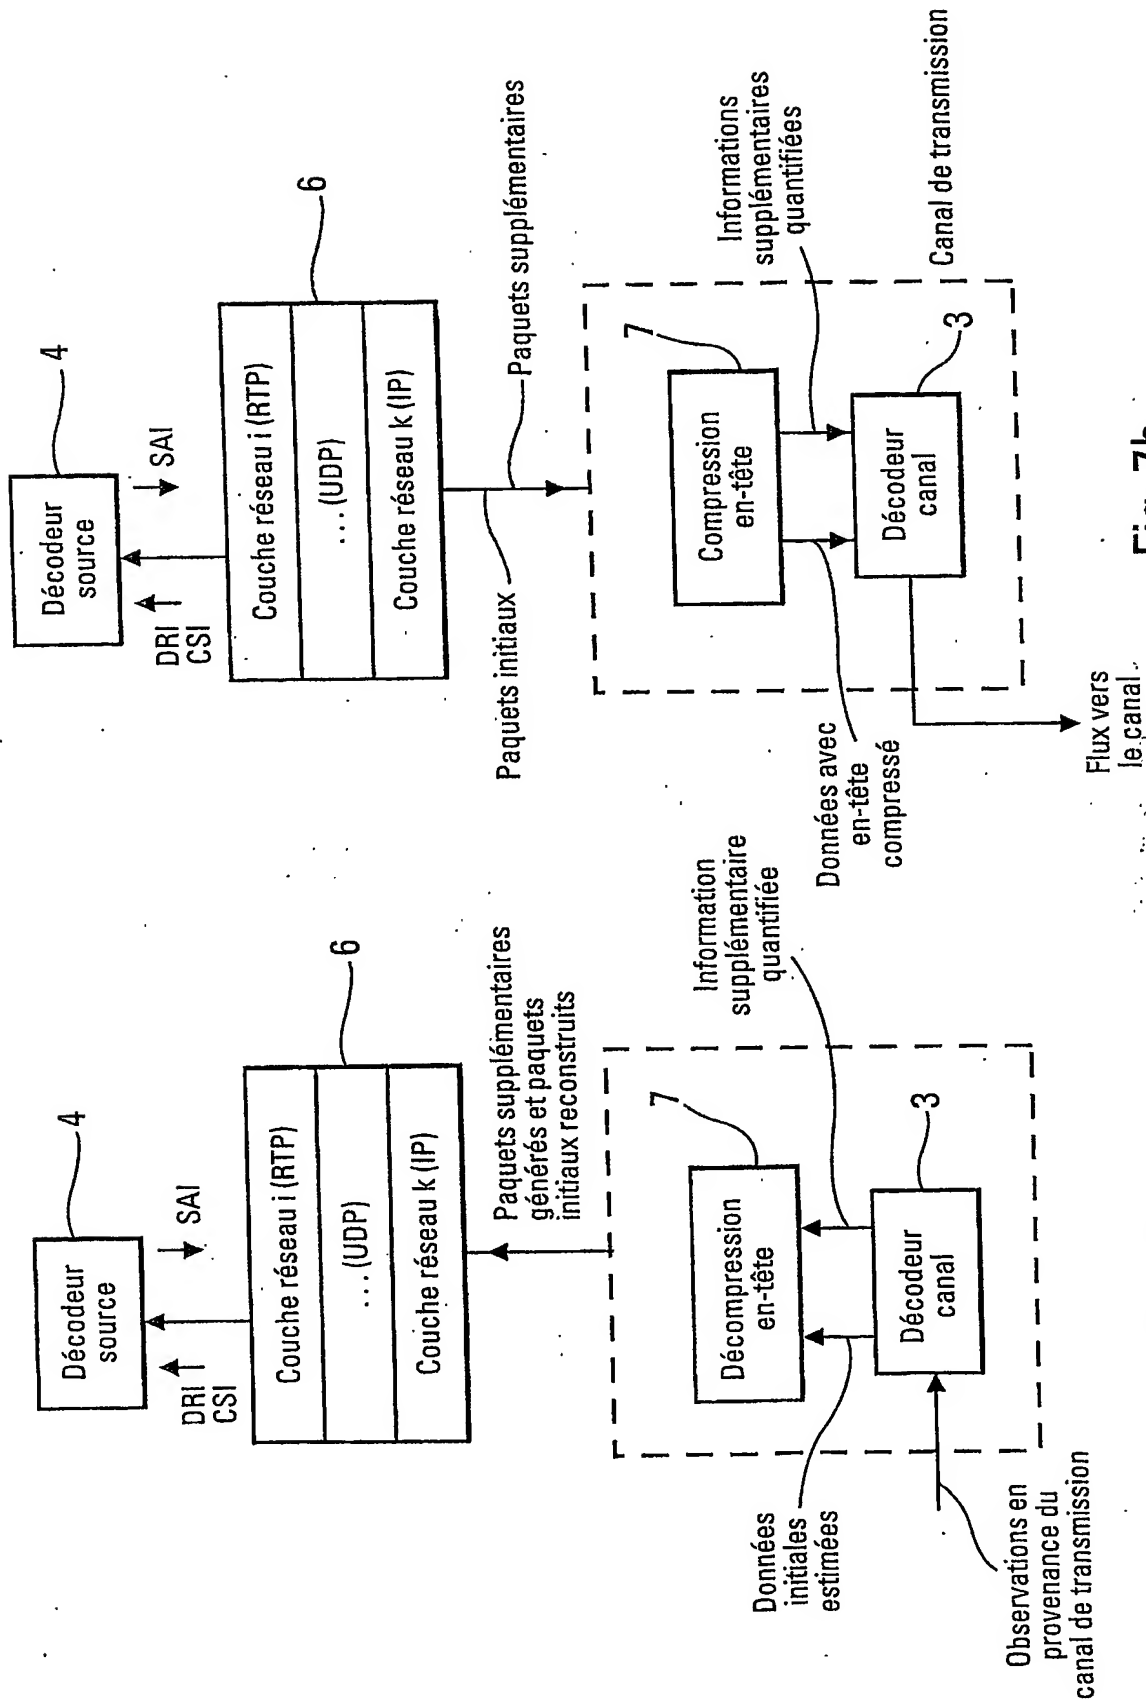 Décodeur
source
4
DRI
CSI
SAI
Couche réseau i (RTP)
...(UDP)
Couche réseau k (IP)
6
Paquets supplémentaires
générés et paquets
initiaux reconstruits
Décompression
en-tête
7
Information
supplémentaire
quantifiée
Données
initiales
estimées
Décodeur
canal
3
Observations en
provenance du
canal de transmission
Décodeur
source
4
DRI
CSI
SAI
Couche réseau i (RTP)
...(UDP)
Couche réseau k (IP)
6
Paquets initiaux
Paquets supplémentaires
Compression
en-tête
7
Informations
supplémentaires
quantifiées
Données avec
en-tête
compressé
Décodeur
canal
3
Canal de transmission
Flux vers
le canal